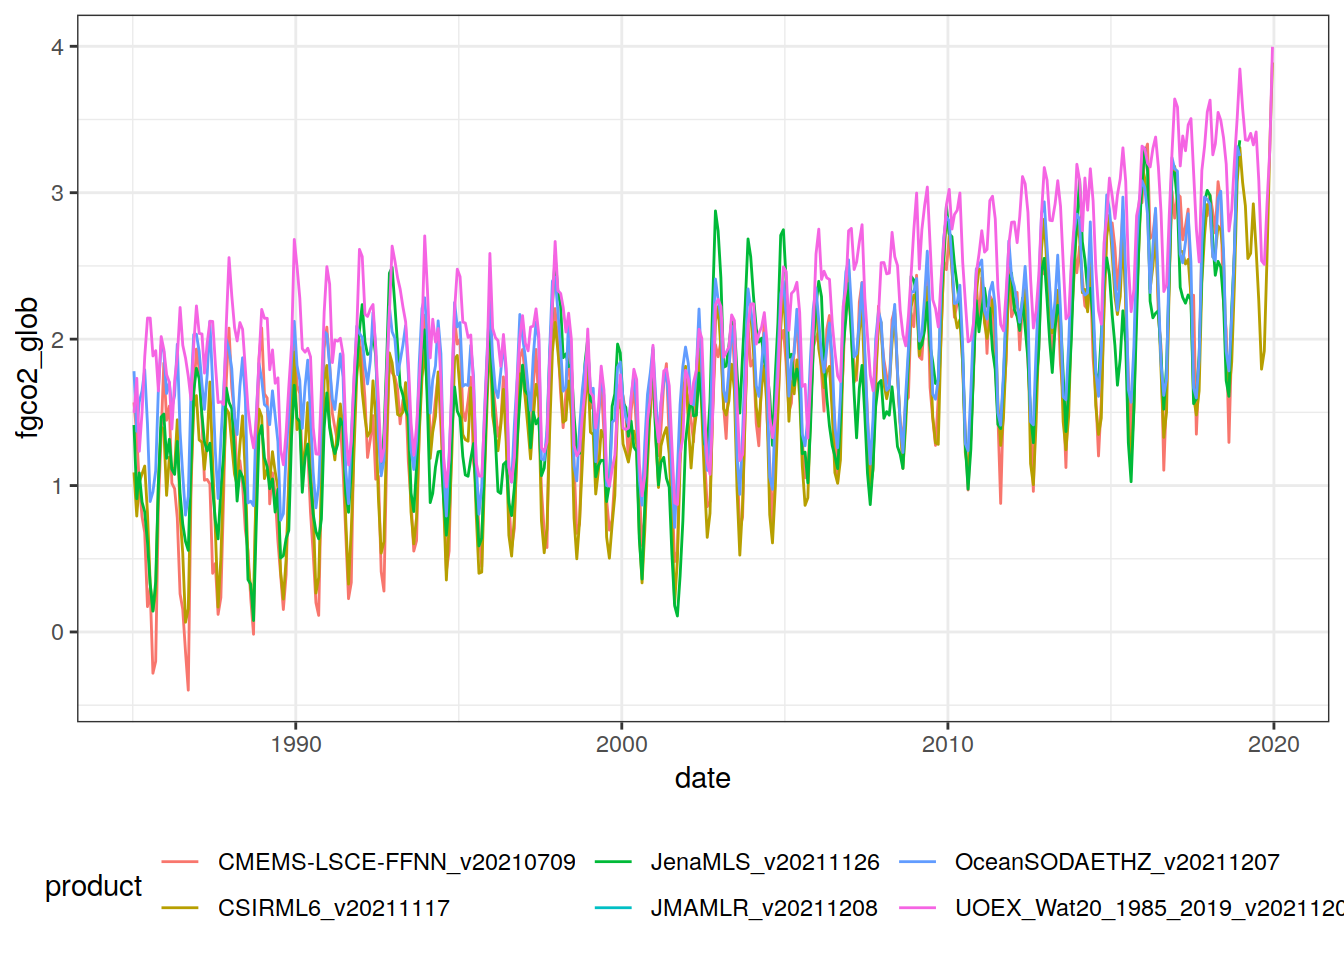 4
3
2
1
0
fgco2_glob
1990 2000 2010 2020
date
product
CMEMS-LSCE-FFNN_v20210709 JenaMLS_v20211126 OceanSODAETHZ_v20211207
CSIRML6_v20211117 JMAMLR_v20211208 UOEX_Wat20_1985_2019_v2021120